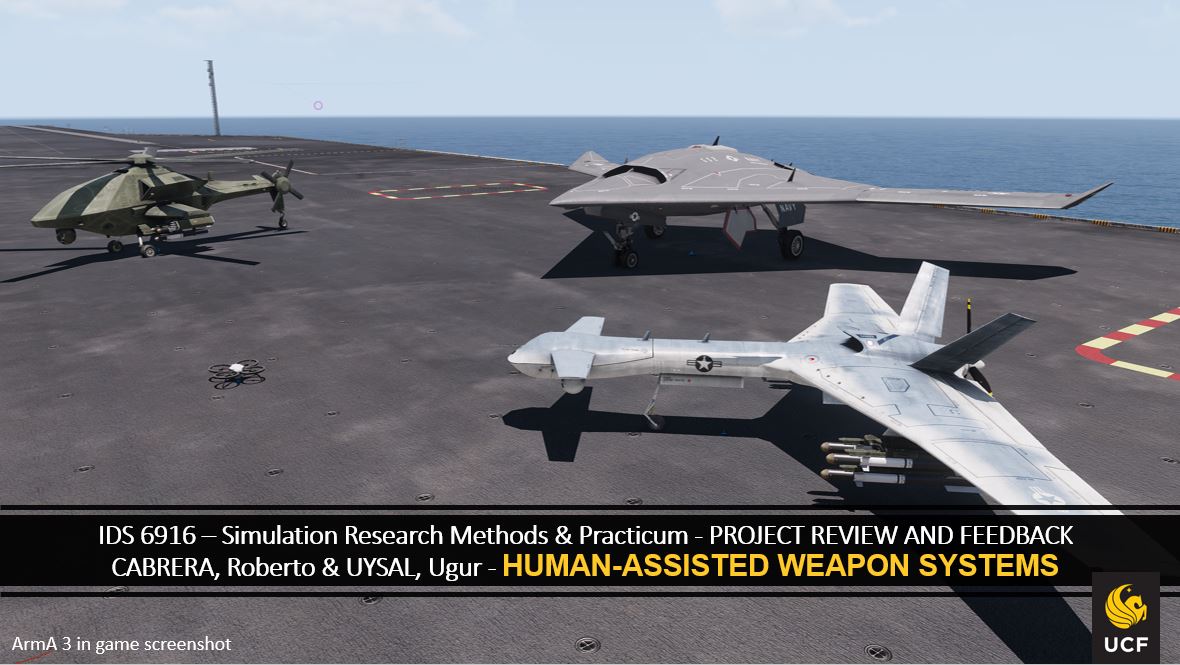 NAVY
IDS 6916 – Simulation Research Methods & Practicum - PROJECT REVIEW AND FEEDBACK
CABRERA, Roberto & UYSAL, Ugur - HUMAN-ASSISTED WEAPON SYSTEMS
UCF
ArmA 3 in game screenshot